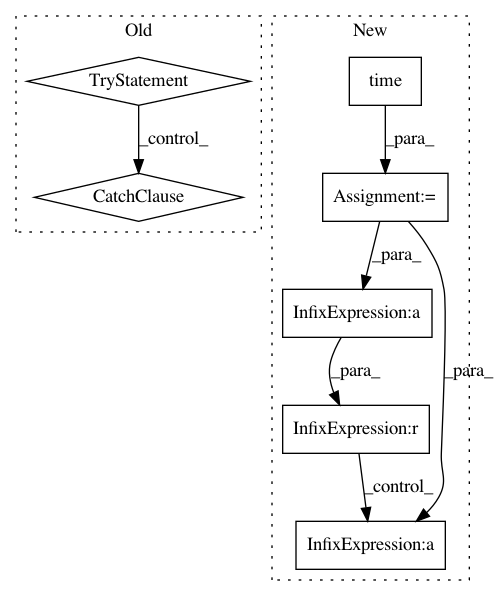 Old
New
TryStatement
time
_control_
_para_
CatchClause
Assignment:=
_para_
InfixExpression:a
_para_
_para_
InfixExpression:r
_control_
InfixExpression:a